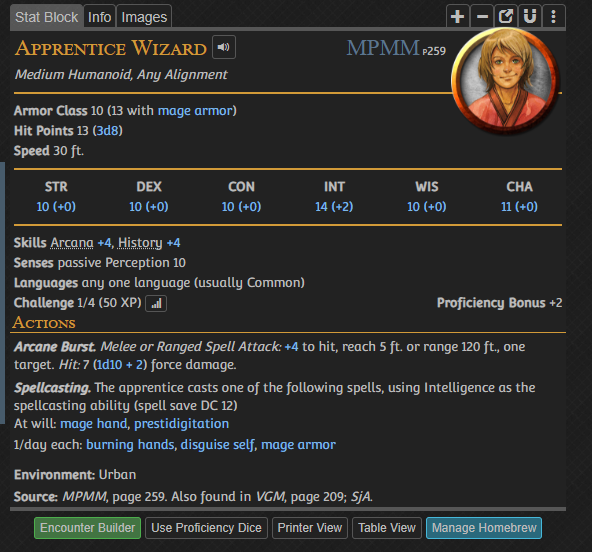 Stat Block Info Images
Apprentice Wizard MPMM p259
Medium Humanoid, Any Alignment
Armor Class 10 (13 with mage armor)
Hit Points 13 (3d8)
Speed 30 ft.
STR DEX CON INT WIS CHA
10 (+0) 10 (+0) 10 (+0) 14 (+2) 10 (+0) 11 (+0)
Skills Arcana +4, History +4
Senses passive Perception 10
Languages any one language (usually Common)
Challenge 1/4 (50 XP) Proficiency Bonus +2
Actions
Arcane Burst. Melee or Ranged Spell Attack: +4 to hit, reach 5 ft. or range 120 ft., one
target. Hit: 7 (1d10 + 2) force damage.
Spellcasting. The apprentice casts one of the following spells, using Intelligence as the
spellcasting ability (spell save DC 12)
At will: mage hand, prestidigitation
1/day each: burning hands, disguise self, mage armor
Environment: Urban
Source: MPMM, page 259. Also found in VGM, page 209; SjA.
Encounter Builder Use Proficiency Dice Printer View Table View Manage Homebrew